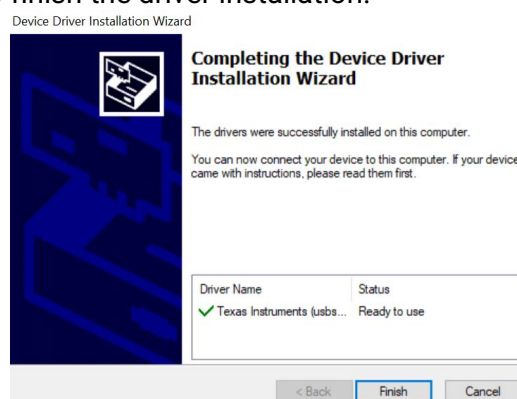 finish the driver installation.
Device Driver Installation Wizard
Completing the Device Driver
Installation Wizard
The drivers were successfully installed on this computer.
You can now connect your device to this computer. If your device
came with instructions, please read them first.
Driver Name Status
Texas Instruments (usbs... Ready to use
< Back Finish Cancel